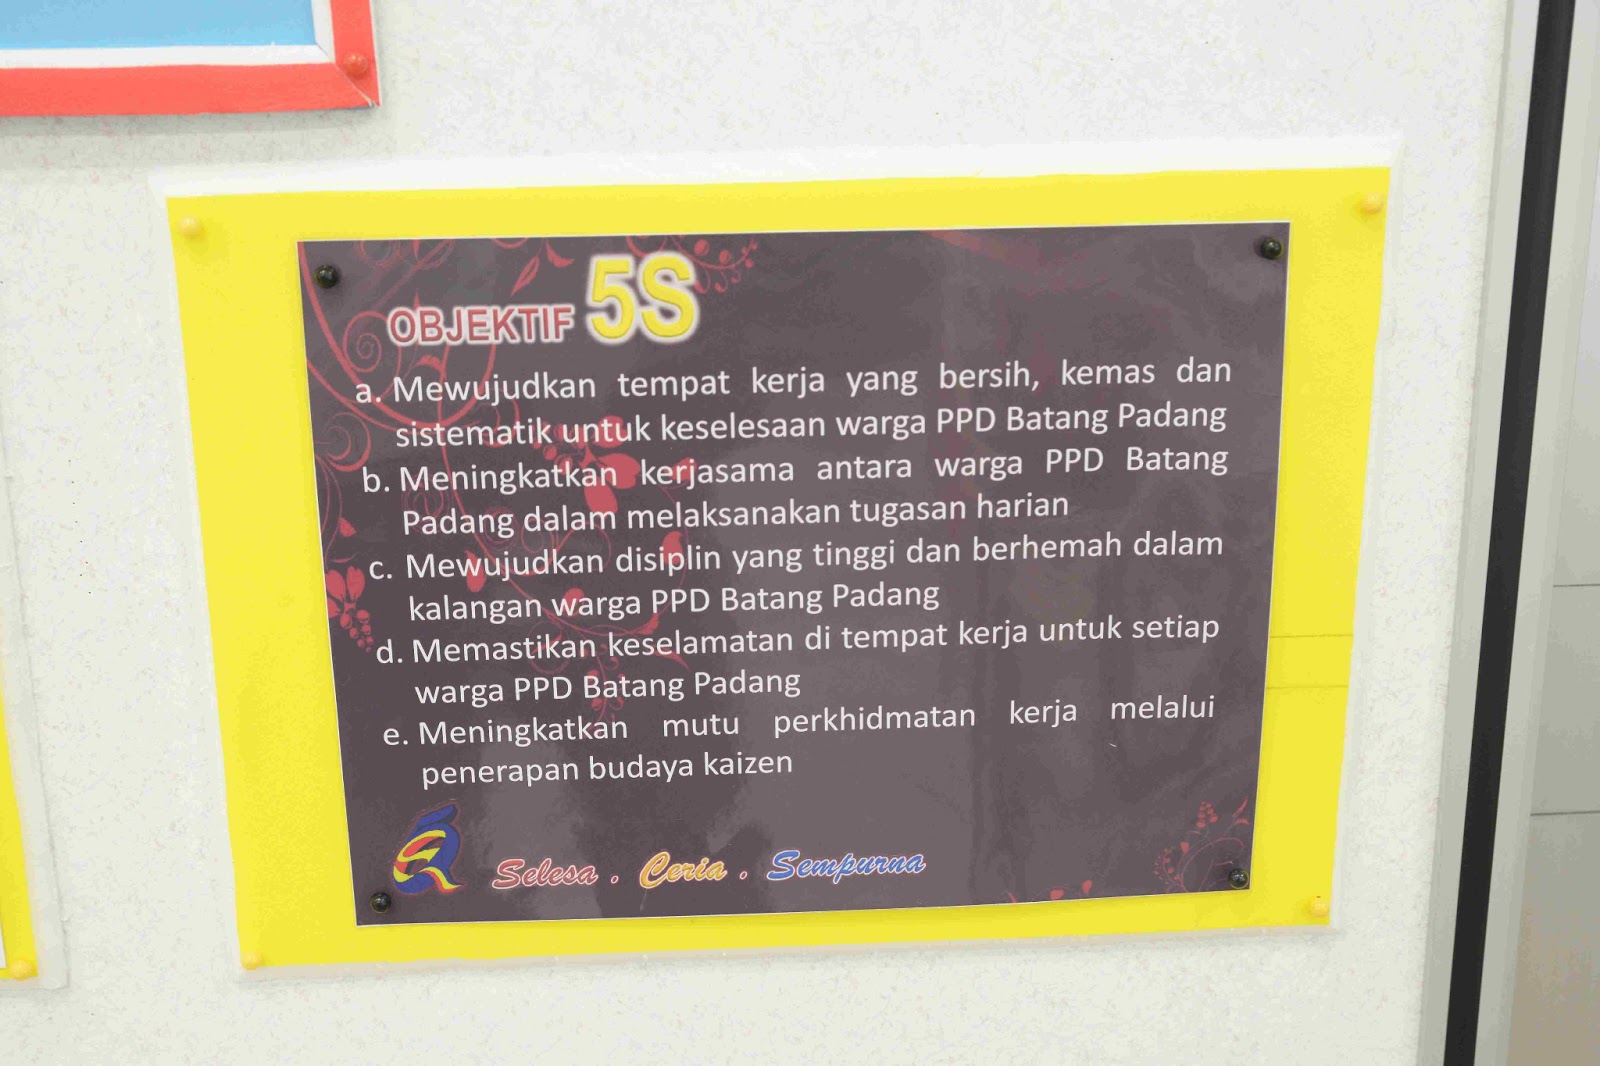 OBJEKTIF 5S
a. Mewujudkan tempat kerja yang bersih, kemas dan
sistematik untuk keselesaan warga PPD Batang Padang
b. Meningkatkan kerjasama antara warga PPD Batang
Padang dalam melaksanakan tugasan harian
c. Mewujudkan disiplin yang tinggi dan berhemah dalam
kalangan warga PPD Batang Padang
d. Memastikan keselamatan di tempat kerja untuk setiap
warga PPD Batang Padang
e. Meningkatkan mutu perkhidmatan kerja melalui
penerapan budaya kaizen
Selesa . Ceria . Sempurna